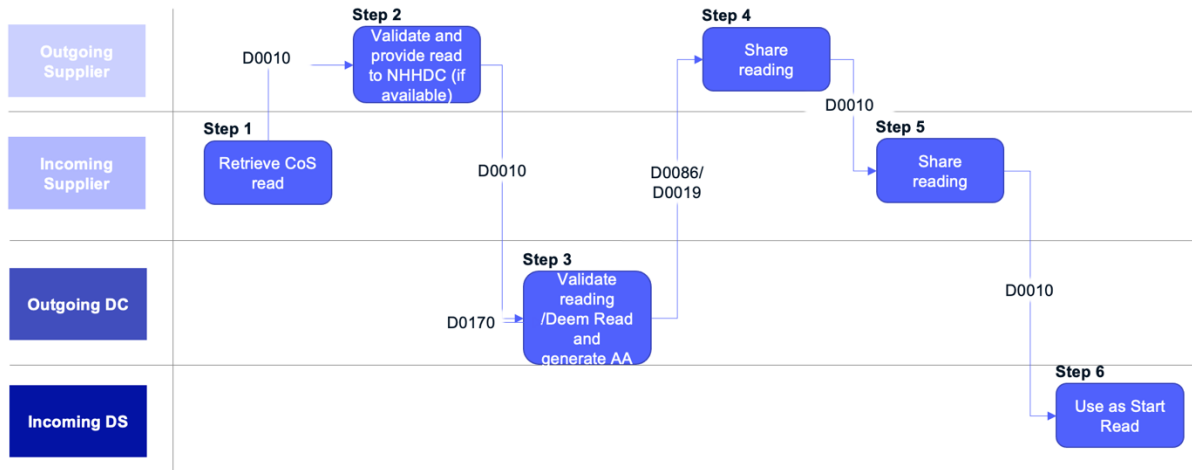 Outgoing
Supplier
Incoming
Supplier
Outgoing DC
Incoming DS
Step 1
Retrieve CoS
read
D0010
Step 2
Validate and
provide read
to NHHDC (if
available)
D0010
D0170
Step 3
Validate
reading
/Deem Read
and
generate AA
D0086/
D0019
Step 4
Share
reading
D0010
Step 5
Share
reading
D0010
Step 6
Use as Start
Read